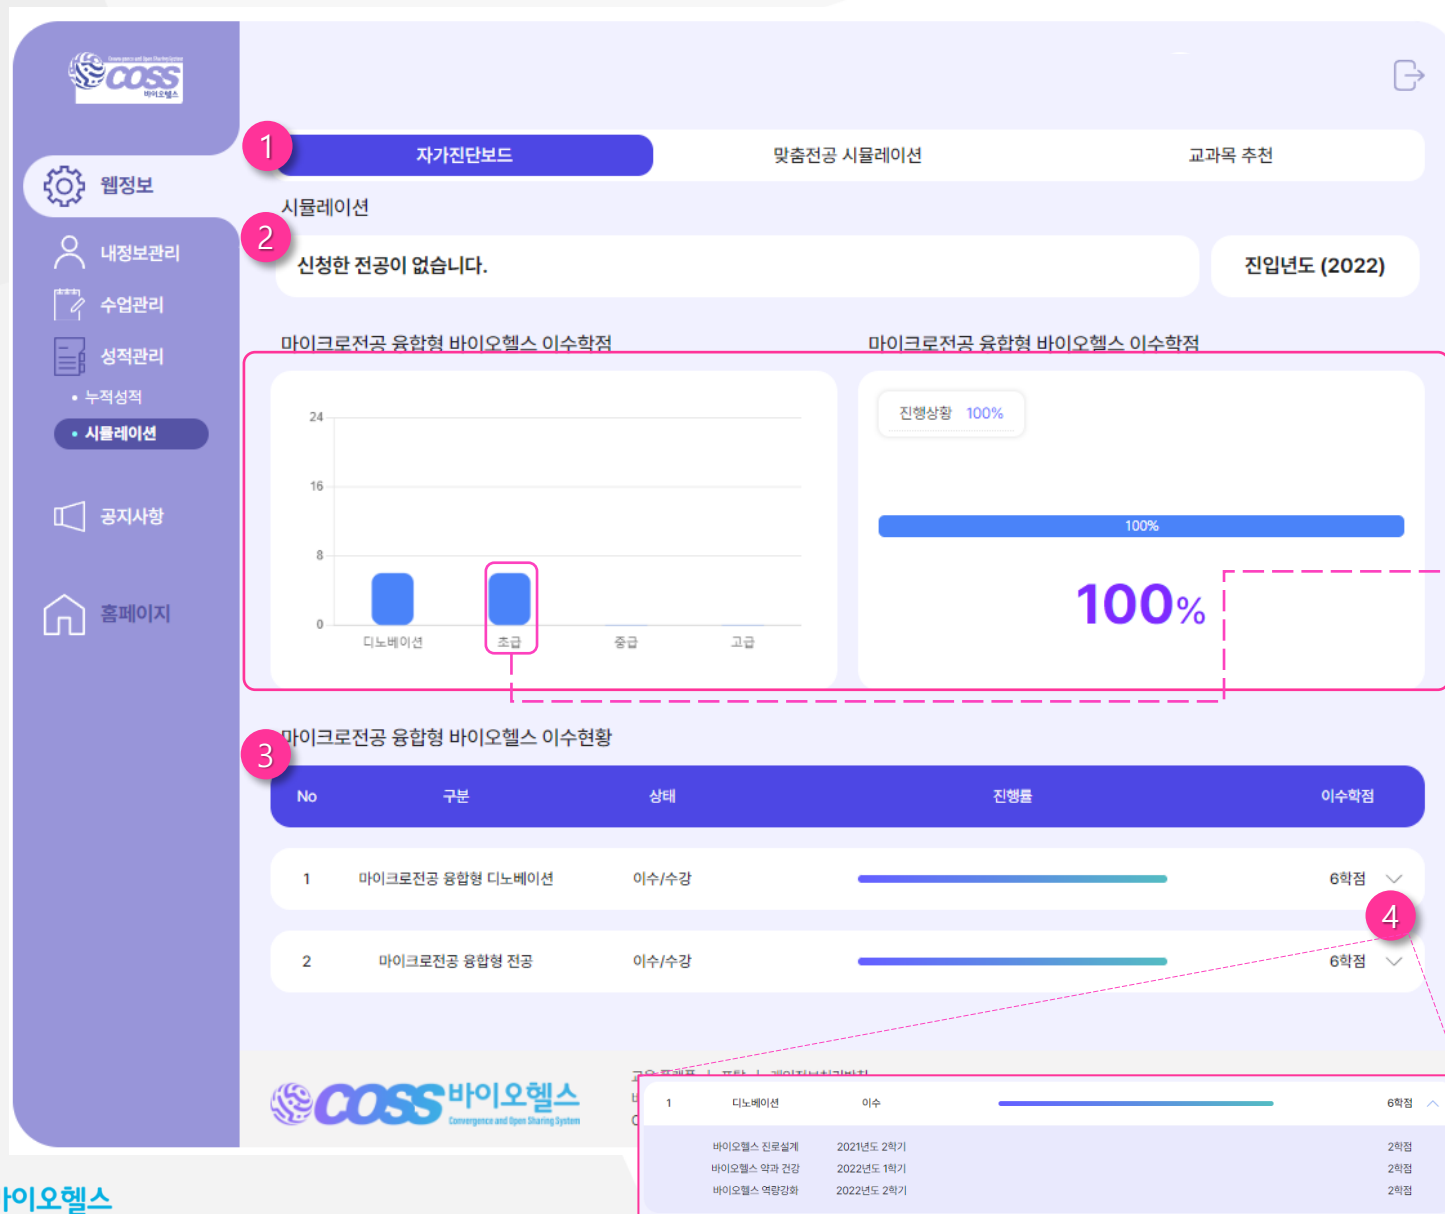 Convergence and Open Sharing System
COSS
바이오헬스
웹정보
내정보관리
수업관리
성적관리
• 누적성적
• 시뮬레이션
공지사항
홈페이지
1
자가진단보드
맞춤전공 시뮬레이션
교과목 추천
시뮬레이션
2
신청한 전공이 없습니다.
진입년도 (2022)
마이크로전공 융합형 바이오헬스 이수학점
24
16
8
0
디노베이션
초급
중급
고급
마이크로전공 융합형 바이오헬스 이수학점
진행상황 100%
100%
100%
3
마이크로전공 융합형 바이오헬스 이수현황
No 구분 상태 진행률 이수학점
1 마이크로전공 융합형 디노베이션 이수/수강 6학점
4
2 마이크로전공 융합형 전공 이수/수강 6학점
COSS 바이오헬스
Convergence and Open Sharing System
1 디노베이션 이수 6학점
바이오헬스 진로설계 2021년도 2학기 2학점
바이오헬스 약과 건강 2022년도 1학기 2학점
바이오헬스 역량강화 2022년도 2학기 2학점
바이오헬스